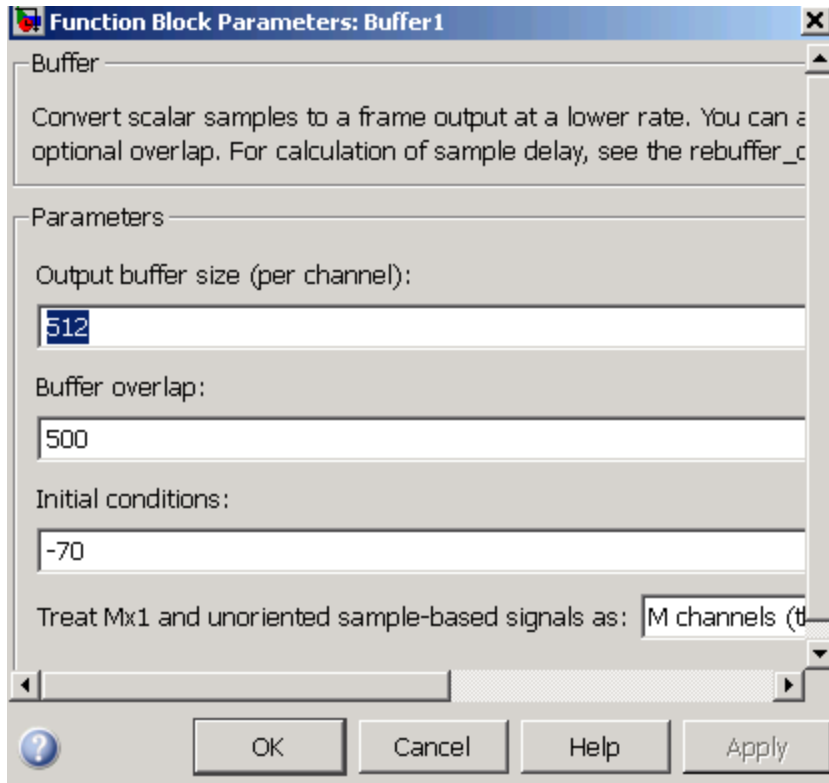 Function Block Parameters: Buffer1
Buffer
Convert scalar samples to a frame output at a lower rate. You can a
optional overlap. For calculation of sample delay, see the rebuffer_d
Parameters
Output buffer size (per channel):
512
Buffer overlap:
500
Initial conditions:
-70
Treat Mx1 and unoriented sample-based signals as: M channels (th
OK Cancel Help Apply